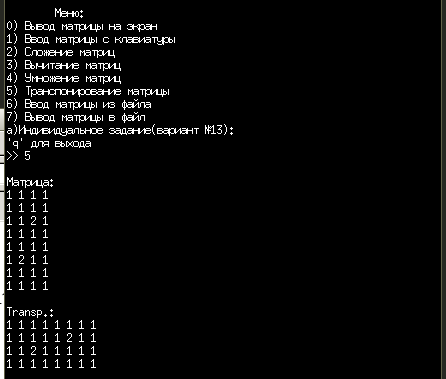 Меню:
0) Вывод матрицы на экран
1) Ввод матрицы с клавиатуры
2) Сложение матриц
3) Вычитание матриц
4) Умножение матриц
5) Транспонирование матрицы
6) Ввод матрицы из файла
7) Вывод матрицы в файл
а)Индивидуальное задание(вариант №13):
'q' для выхода
>> 5
Матрица:
1 1 1 1
1 1 1 1
1 1 2 1
1 1 1 1
1 1 1 1
1 2 1 1
1 1 1 1
1 1 1 1
Transp.:
1 1 1 1 1 1 1 1
1 1 1 1 1 2 1 1
1 1 2 1 1 1 1 1
1 1 1 1 1 1 1 1